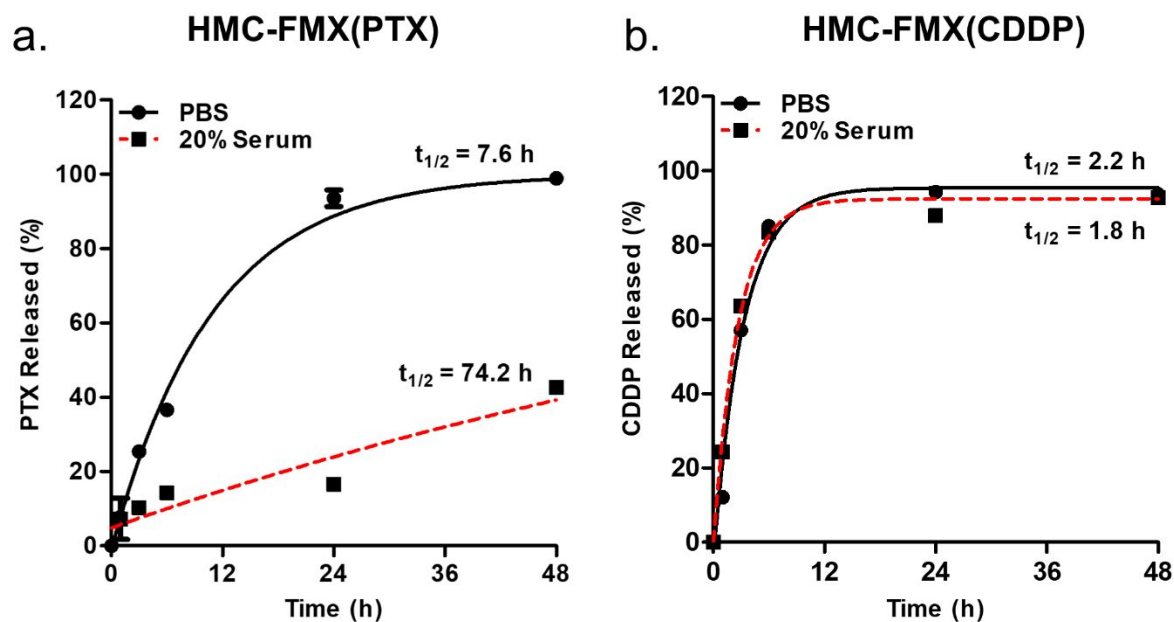 a.
HMC-FMX(PTX)
PTX Released (%)
120
100
80
60
40
20
0
PBS
20% Serum
t1/2 = 7.6 h
t1/2 = 74.2 h
0 12 24 36 48
Time (h)
b.
HMC-FMX(CDDP)
CDDP Released (%)
120
100
80
60
40
20
0
PBS
20% Serum
t1/2 = 2.2 h
t1/2 = 1.8 h
0 12 24 36 48
Time (h)